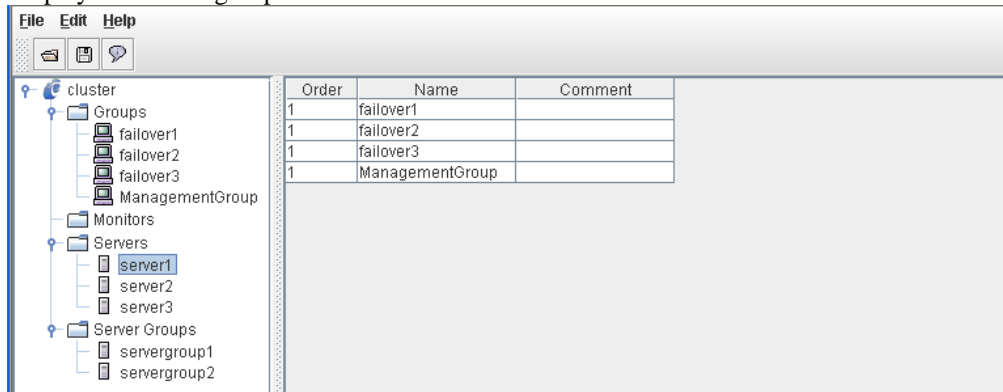 File Edit Help
cluster
Groups
failover1
failover2
failover3
ManagementGroup
Monitors
Servers
server1
server2
server3
Server Groups
servergroup1
servergroup2
Order Name Comment
1 failover1
1 failover2
1 failover3
1 ManagementGroup